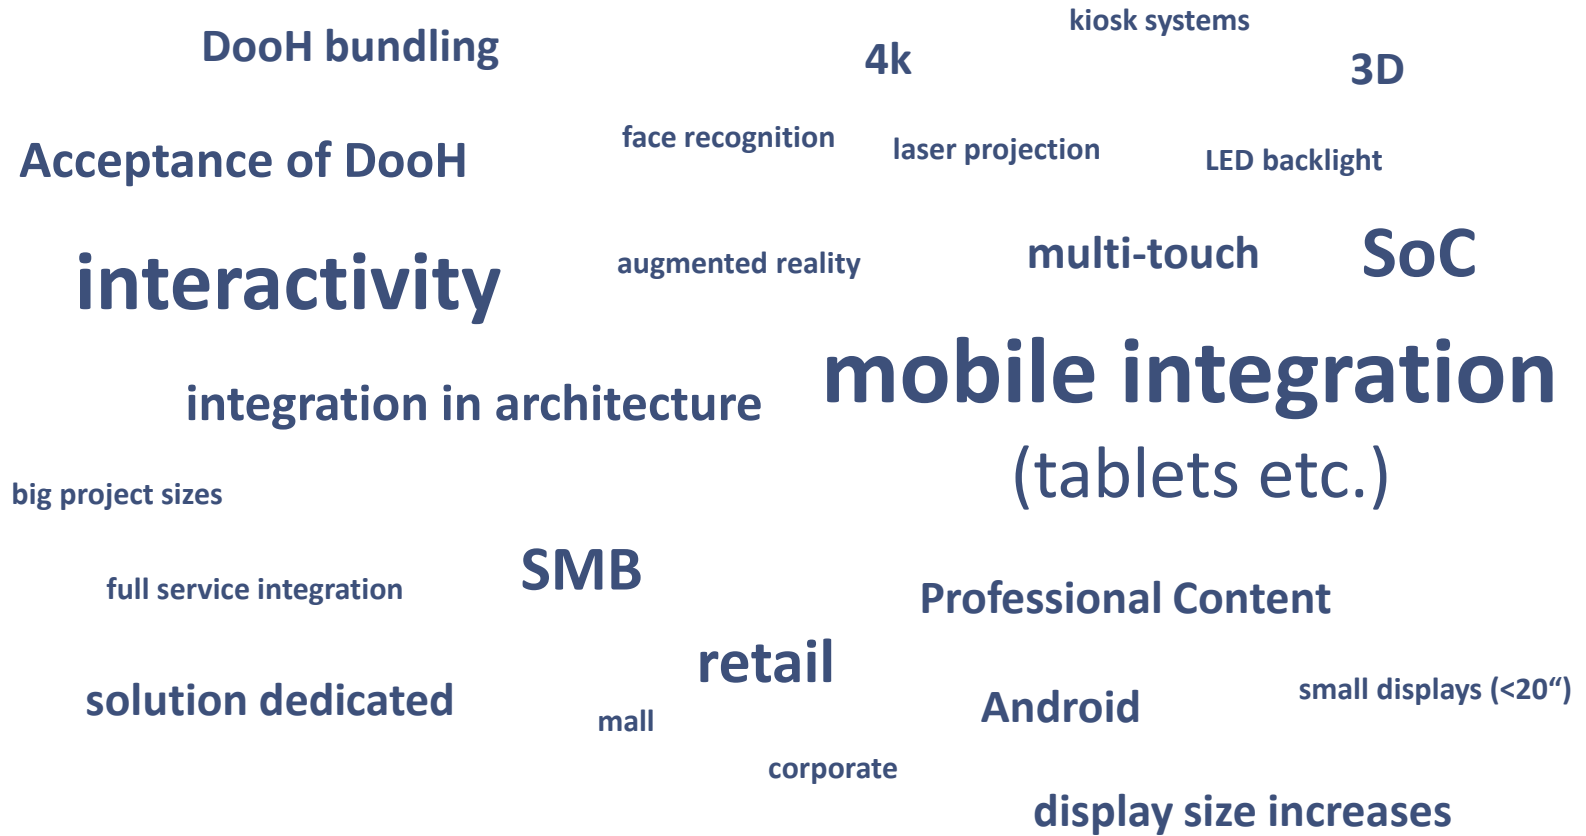 kiosk systems
DooH bundling
4k
3D
face recognition
laser projection
Acceptance of DooH
LED backlight
interactivity
augmented reality
multi-touch
SoC
mobile integration
integration in architecture
(tablets etc.)
big project sizes
SMB
full service integration
Professional Content
retail
solution dedicated
small displays (<20“)
mall
Android
corporate
display size increases